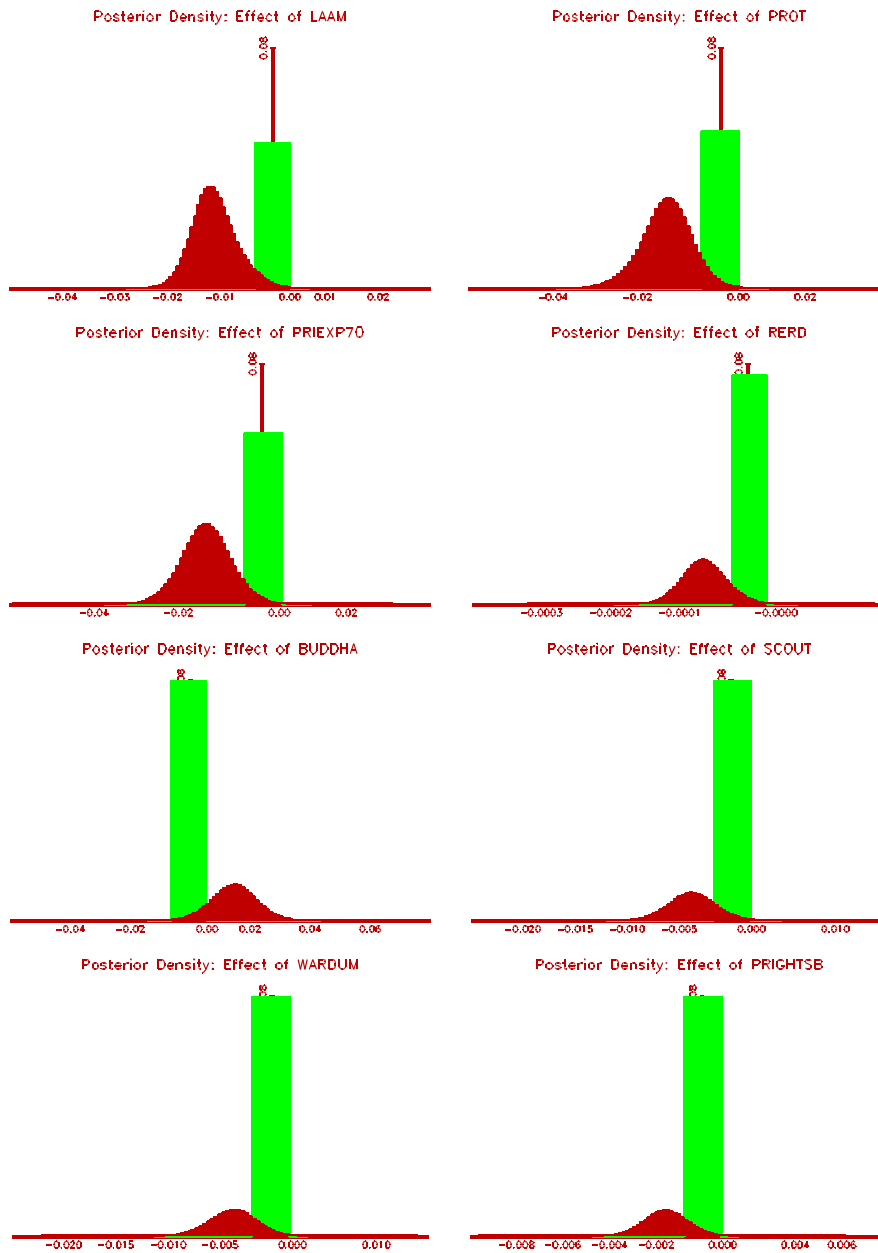 Posterior Density: Effect of LAAM
Posterior Density: Effect of PROT
0.08
0.08
-0.04 -0.03 -0.02 -0.01 0.00 0.01 0.02
-0.04 -0.02 0.00 0.02
Posterior Density: Effect of PRIEXP70
Posterior Density: Effect of RERD
0.08
0.08
-0.04 -0.02 0.00 0.02
-0.0003 -0.0002 -0.0001 -0.0000
Posterior Density: Effect of BUDDHA
Posterior Density: Effect of SCOUT
-0.04 -0.02 0.00 0.02 0.04 0.06
-0.020 -0.015 -0.010 -0.005 0.000 0.010
Posterior Density: Effect of WARDUM
Posterior Density: Effect of PRIGHTSB
-0.020 -0.015 -0.010 -0.005 0.000 0.010
-0.008 -0.006 -0.004 -0.002 0.000 0.004 0.006